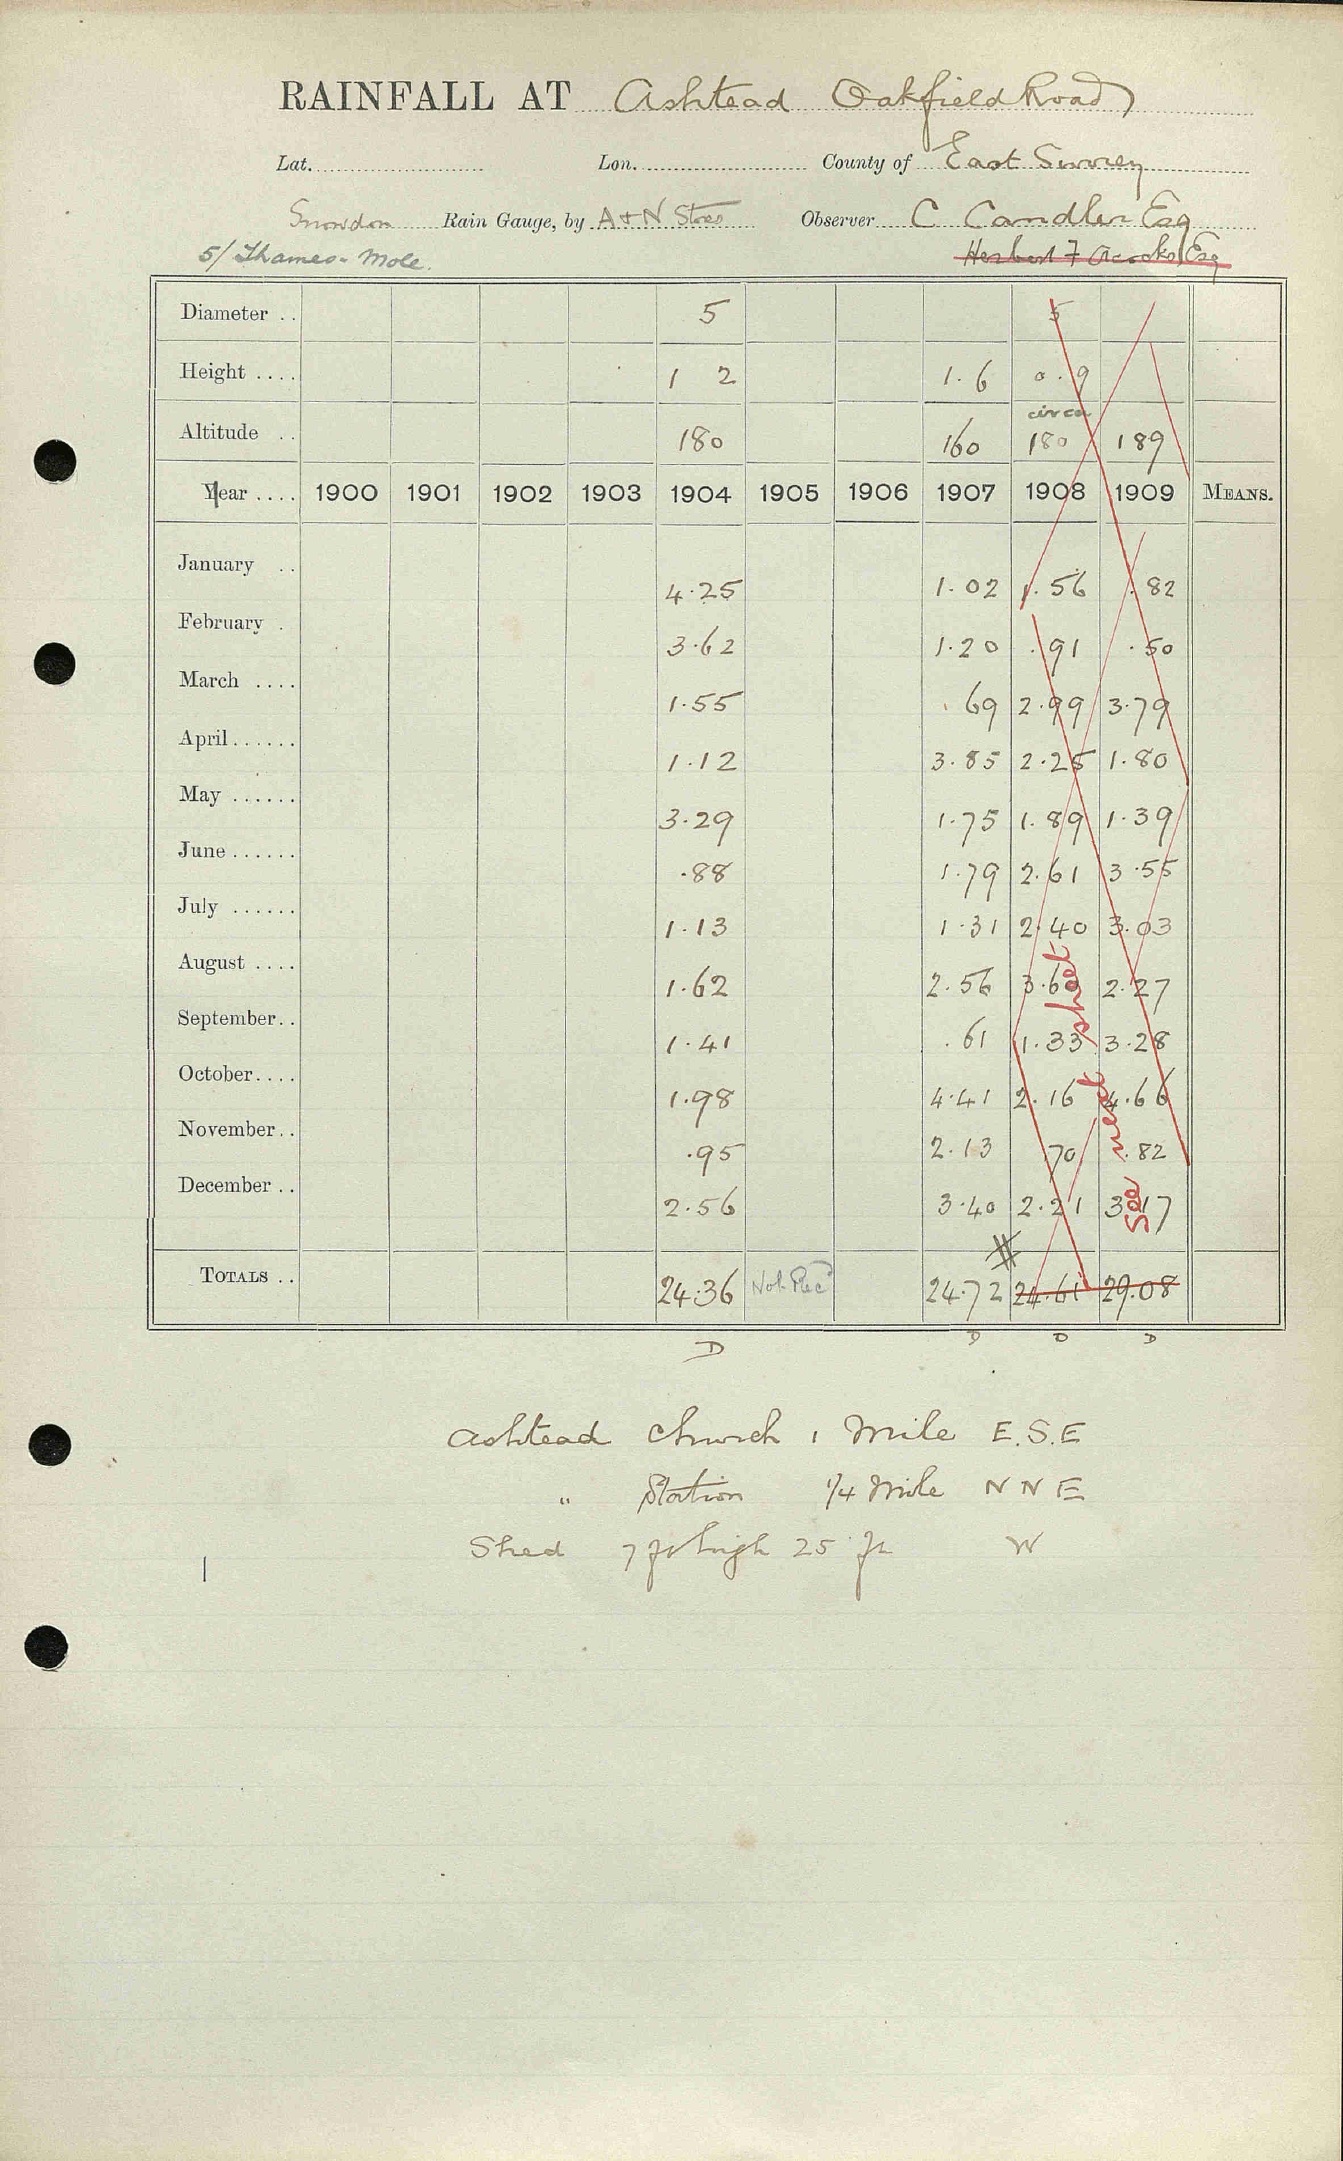 RAINFALL AT Ashtead Oakfield Road
Lat. Lon. County of East Surrey
Snowdon Rain Gauge, by A & N Stores Observer C Candler Esq
5/ Thames - Mole. Herbert F Esq
Diameter . . 5 5
Height .... 1 2 1.6 0.9
circa
Altitude . . 180 160 180 189
Year .... 1900 1901 1902 1903 1904 1905 1906 1907 1908 1909 MEANS.
January . . 4.25 1.02 1.56 .82
February . 3.62 1.20 .91 .50
March .... 1.55 .69 2.99 3.79
April...... 1.12 3.85 2.25 1.80
May ...... 3.29 1.75 1.89 1.39
June...... .88 1.79 2.61 3.55
July ...... 1.13 1.31 2.40 3.03
August .... 1.62 2.56 3.60 2.27
September. . 1.41 .61 1.33 3.28
October.... 1.98 4.41 2.16 4.66
November. . .95 2.13 .70 .82
December . . 2.56 3.40 2.21 3.17
see next sheet
#
TOTALS . . 24.36 Not Rec 24.72 24.61 29.08
D D D D
Ashtead Church 1 Mile E.S.E
" Station 1/4 Mile N N E
Shed 7 ft high 25 ft W